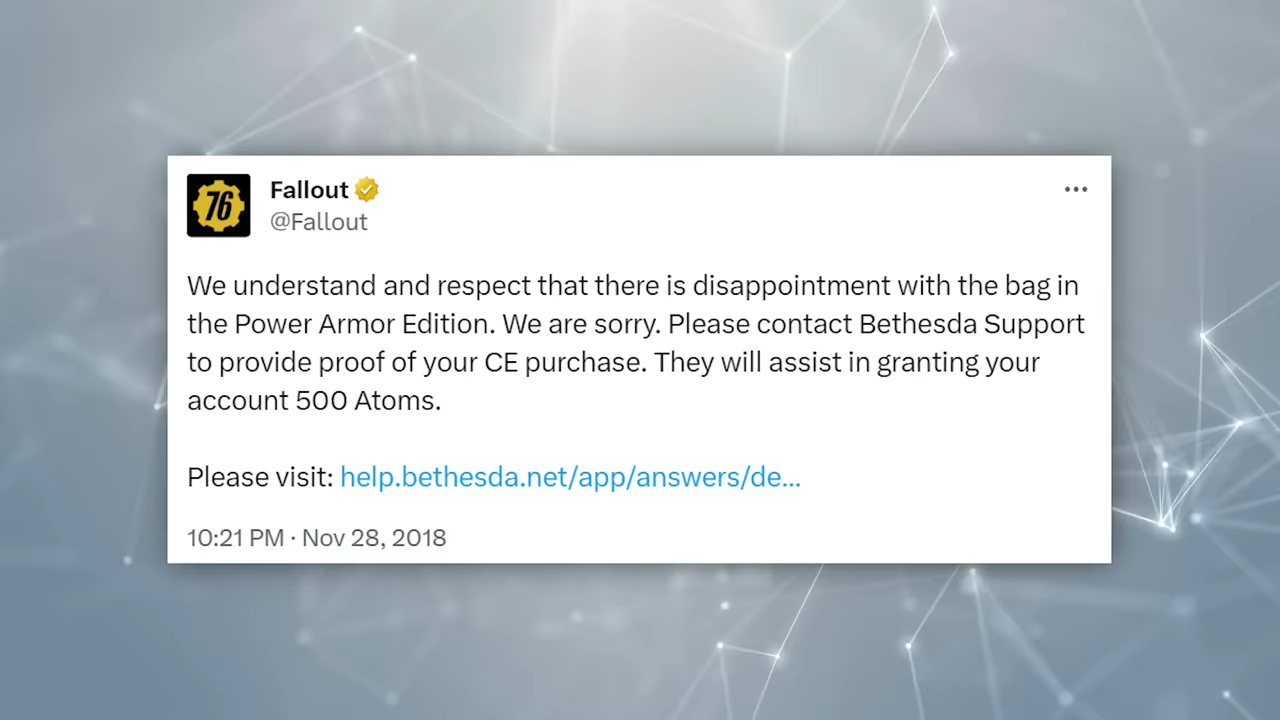 76
Fallout
@Fallout
We understand and respect that there is disappointment with the bag in
the Power Armor Edition. We are sorry. Please contact Bethesda Support
to provide proof of your CE purchase. They will assist in granting your
account 500 Atoms.
Please visit: help.bethesda.net/app/answers/de...
10:21 PM · Nov 28, 2018